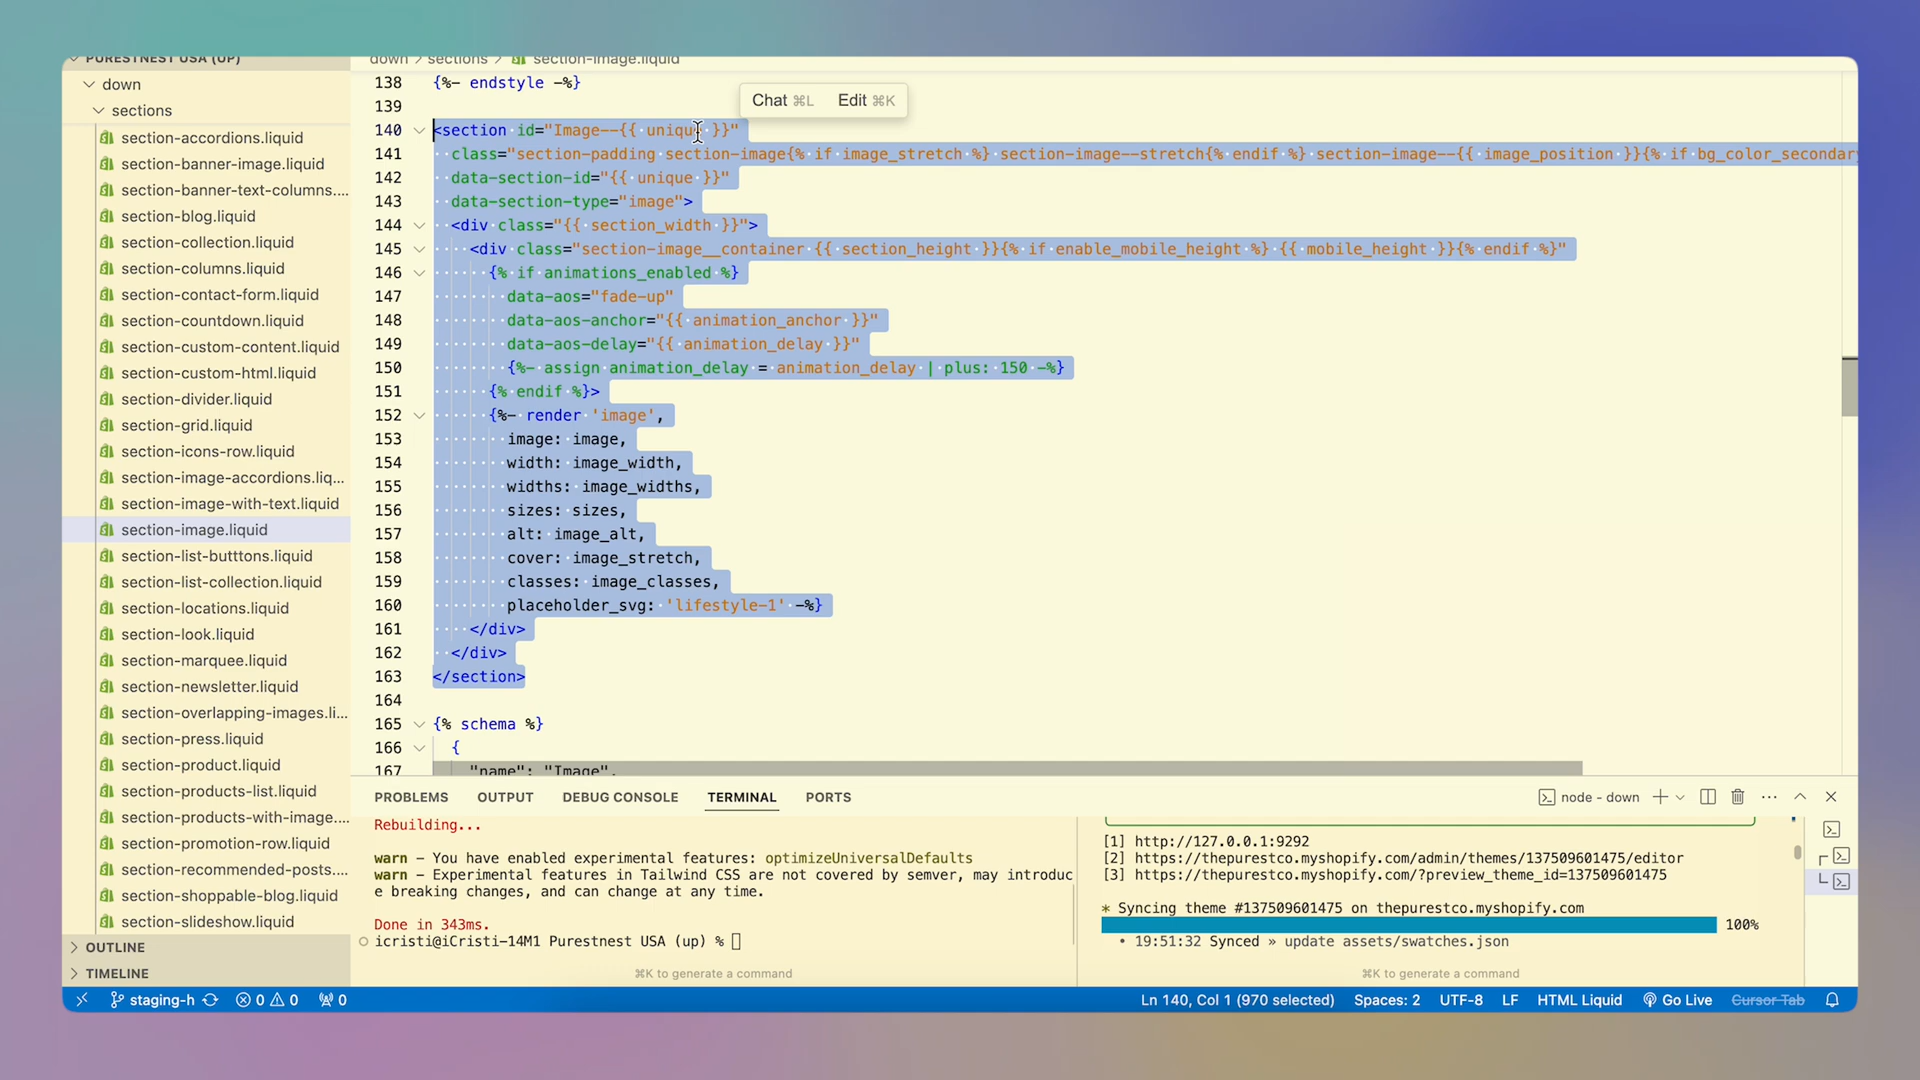 PURESTNEST USA (UP)
down
sections
section-accordions.liquid
section-banner-image.liquid
section-banner-text-columns....
section-blog.liquid
section-collection.liquid
section-columns.liquid
section-contact-form.liquid
section-countdown.liquid
section-custom-content.liquid
section-custom-html.liquid
section-divider.liquid
section-grid.liquid
section-icons-row.liquid
section-image-accordions.liq...
section-image-with-text.liquid
section-image.liquid
section-list-butttons.liquid
section-list-collection.liquid
section-locations.liquid
section-look.liquid
section-marquee.liquid
section-newsletter.liquid
section-overlapping-images.li...
section-press.liquid
section-product.liquid
section-products-list.liquid
section-products-with-image....
section-promotion-row.liquid
section-recommended-posts....
section-shoppable-blog.liquid
section-slideshow.liquid
OUTLINE
TIMELINE
down > sections > section-image.liquid
Chat ⌘L Edit ⌘K
138 {%- endstyle -%}
139
140 <section id="Image--{{ unique }}"
141 class="section-padding section-image{% if image_stretch %} section-image--stretch{% endif %} section-image--{{ image_position }}{% if bg_color_secondary
142 data-section-id="{{ unique }}"
143 data-section-type="image">
144 <div class="{{ section_width }}">
145 <div class="section-image__container {{ section_height }}{% if enable_mobile_height %} {{ mobile_height }}{% endif %}"
146 {% if animations_enabled %}
147 data-aos="fade-up"
148 data-aos-anchor="{{ animation_anchor }}"
149 data-aos-delay="{{ animation_delay }}"
150 {%- assign animation_delay = animation_delay | plus: 150 -%}
151 {% endif %}>
152 {%- render 'image',
153 image: image,
154 width: image_width,
155 widths: image_widths,
156 sizes: sizes,
157 alt: image_alt,
158 cover: image_stretch,
159 classes: image_classes,
160 placeholder_svg: 'lifestyle-1' -%}
161 </div>
162 </div>
163 </section>
164
165 {% schema %}
166 {
167 "name": "Image",
PROBLEMS OUTPUT DEBUG CONSOLE TERMINAL PORTS node - down
Rebuilding...
warn – You have enabled experimental features: optimizeUniversalDefaults
warn – Experimental features in Tailwind CSS are not covered by semver, may introduc
e breaking changes, and can change at any time.
Done in 343ms.
icristi@iCristi-14M1 Purestnest USA (up) %
⌘K to generate a command
[1] http://127.0.0.1:9292
[2] https://thepurestco.myshopify.com/admin/themes/137509601475/editor
[3] https://thepurestco.myshopify.com/?preview_theme_id=137509601475
* Syncing theme #137509601475 on thepurestco.myshopify.com
100%
• 19:51:32 Synced » update assets/swatches.json
⌘K to generate a command
staging-h 0 0 0 Ln 140, Col 1 (970 selected) Spaces: 2 UTF-8 LF HTML Liquid Go Live Cursor Tab